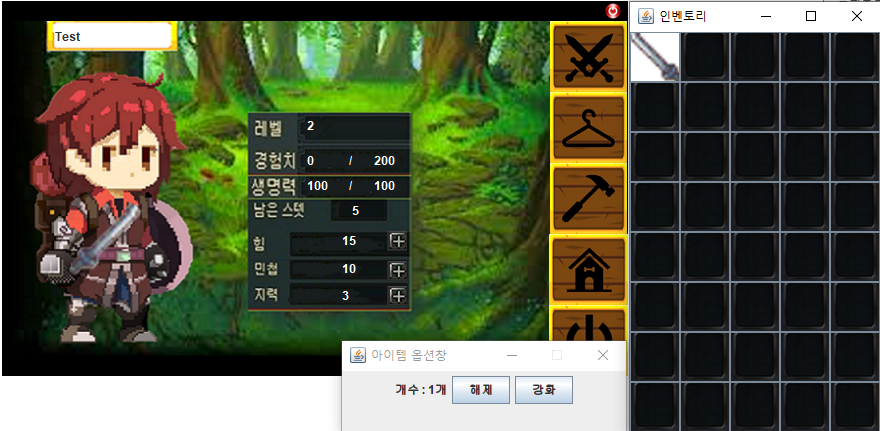 Test
레벨 2
경험치 0 / 200
생명력 100 / 100
남은 스텟 5
힘 15
민첩 10
지력 3
인벤토리
아이템 옵션창
개수 : 1개 해제 강화